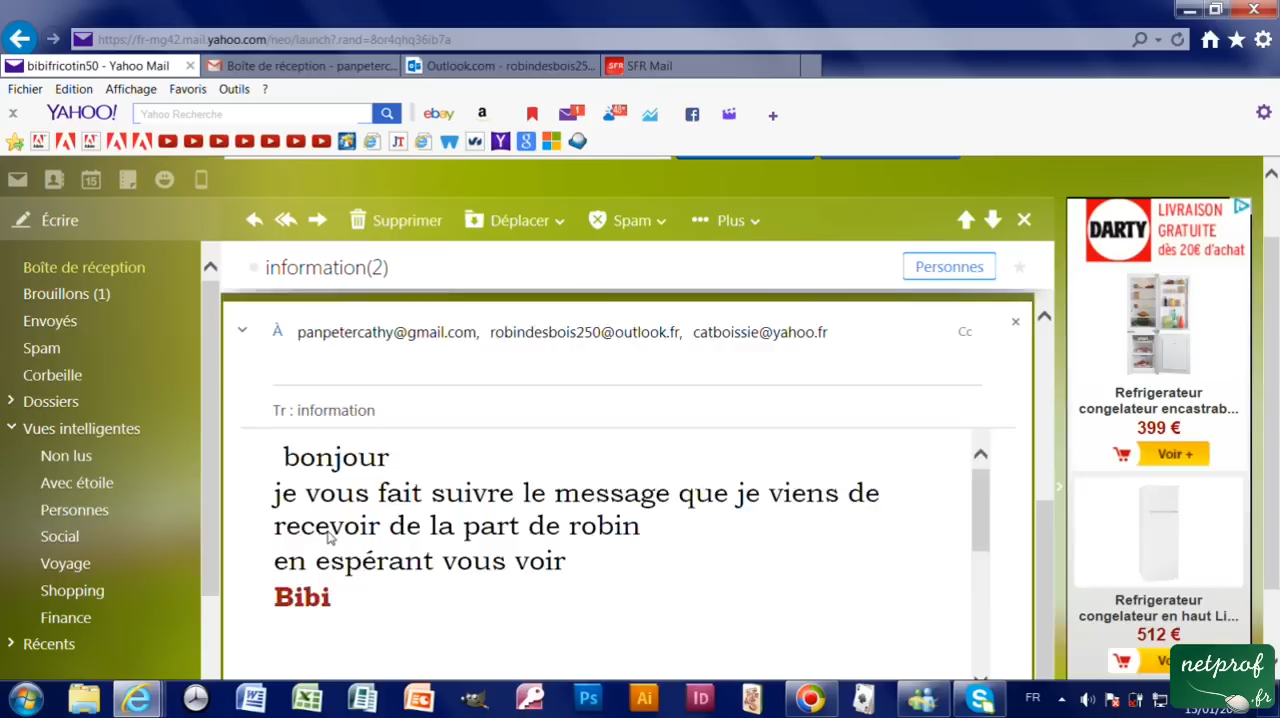 https://fr-mg42.mail.yahoo.com/neo/launch?.rand=8or4qhq36ib7a
bibifricotin50 - Yahoo Mail
Boîte de réception - panpeterc...
Outlook.com - robindesbois25...
SFR SFR Mail
Fichier Edition Affichage Favoris Outils ?
x YAHOO! Yahoo Recherche ebay a
15
Écrire
Supprimer Déplacer Spam Plus
Boîte de réception
Brouillons (1)
Envoyés
Spam
Corbeille
Dossiers
Vues intelligentes
Non lus
Avec étoile
Personnes
Social
Voyage
Shopping
Finance
Récents
information(2)
Personnes
À panpetercathy@gmail.com, robindesbois250@outlook.fr, catboissie@yahoo.fr
Cc
Tr : information
bonjour
je vous fait suivre le message que je viens de
recevoir de la part de robin
en espérant vous voir
Bibi
DARTY
LIVRAISON
GRATUITE
dès 20€ d'achat
Refrigerateur
congelateur encastrab...
399 €
Voir +
Refrigerateur
congelateur en haut Li...
512 €
netprof
.fr
Ps Ai ID
FR